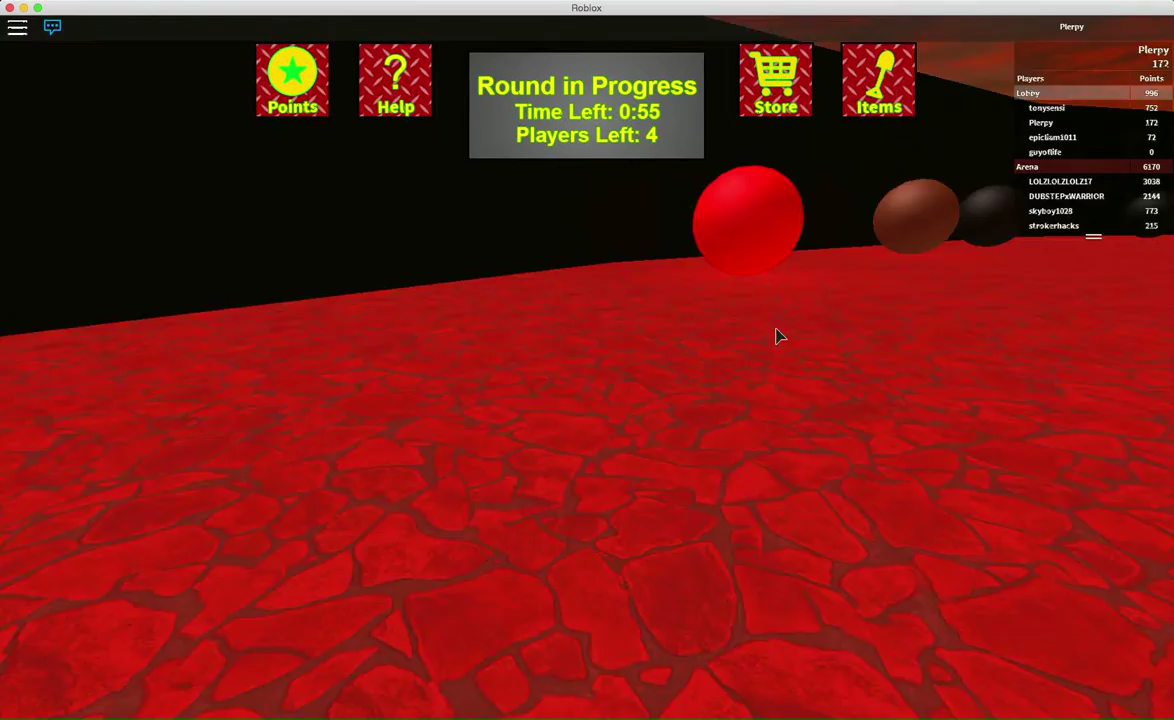 Roblox
Plerpy
Points
Help
Round in Progress
Time Left: 0:55
Players Left: 4
Store
Items
Plerpy
172
Players Points
Lobby 996
tonysensi 752
Plerpy 172
epiclism1011 72
guyoflife 0
Arena 6170
LOLZLOLZLOLZ17 3038
DUBSTEPxWARRIOR 2144
skyboy1028 773
strokerhacks 215